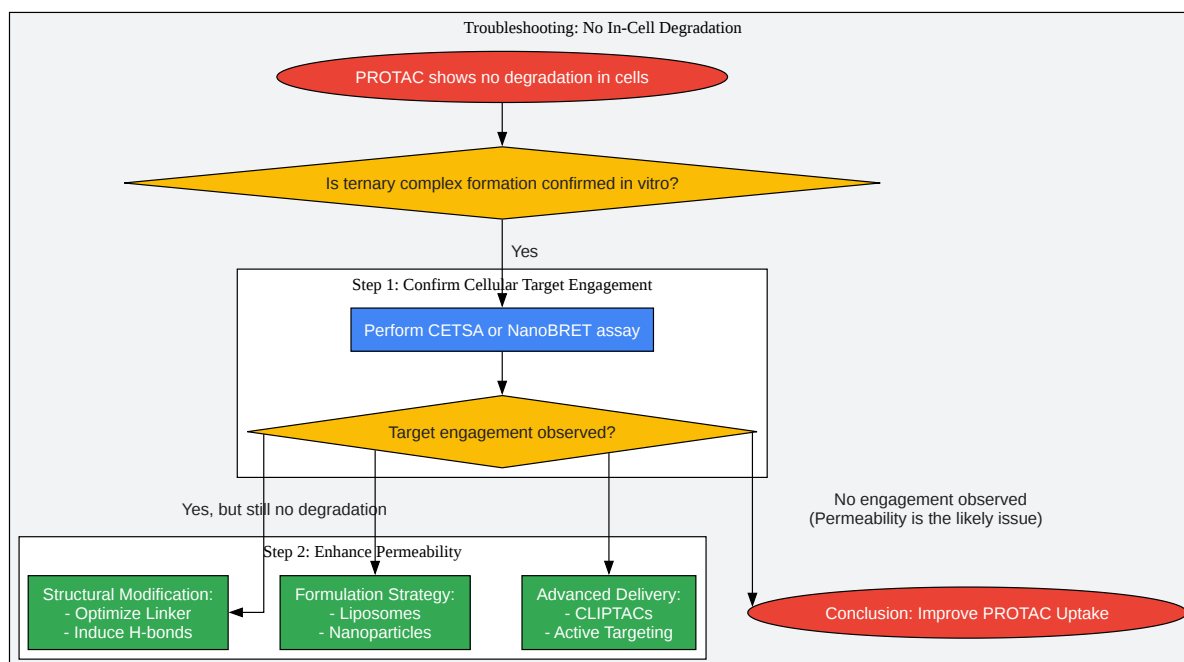 Troubleshooting: No In-Cell Degradation
PROTAC shows no degradation in cells
Is ternary complex formation confirmed in vitro?
Yes
Step 1: Confirm Cellular Target Engagement
Perform CETSA or NanoBRET assay
Target engagement observed?
Yes, but still no degradation
No engagement observed
(Permeability is the likely issue)
Step 2: Enhance Permeability
Structural Modification:
- Optimize Linker
- Induce H-bonds
Formulation Strategy:
- Liposomes
- Nanoparticles
Advanced Delivery:
- CLIPTACs
- Active Targeting
Conclusion: Improve PROTAC Uptake